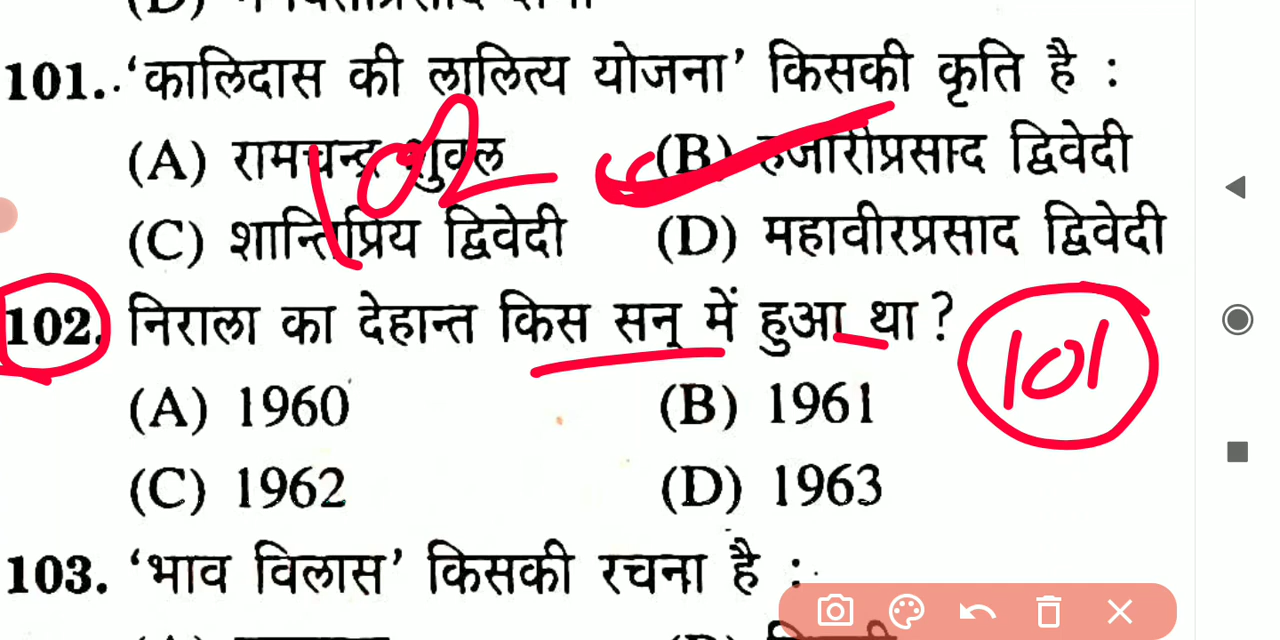 101. 'कालिदास की लालित्य योजना' किसकी कृति है :
(A) रामचन्द्र शुक्ल (B) हजारीप्रसाद द्विवेदी
102
(C) शान्तिप्रिय द्विवेदी (D) महावीरप्रसाद द्विवेदी
102. निराला का देहान्त किस सन् में हुआ था ?
101
(A) 1960 (B) 1961
(C) 1962 (D) 1963
103. 'भाव विलास' किसकी रचना है :